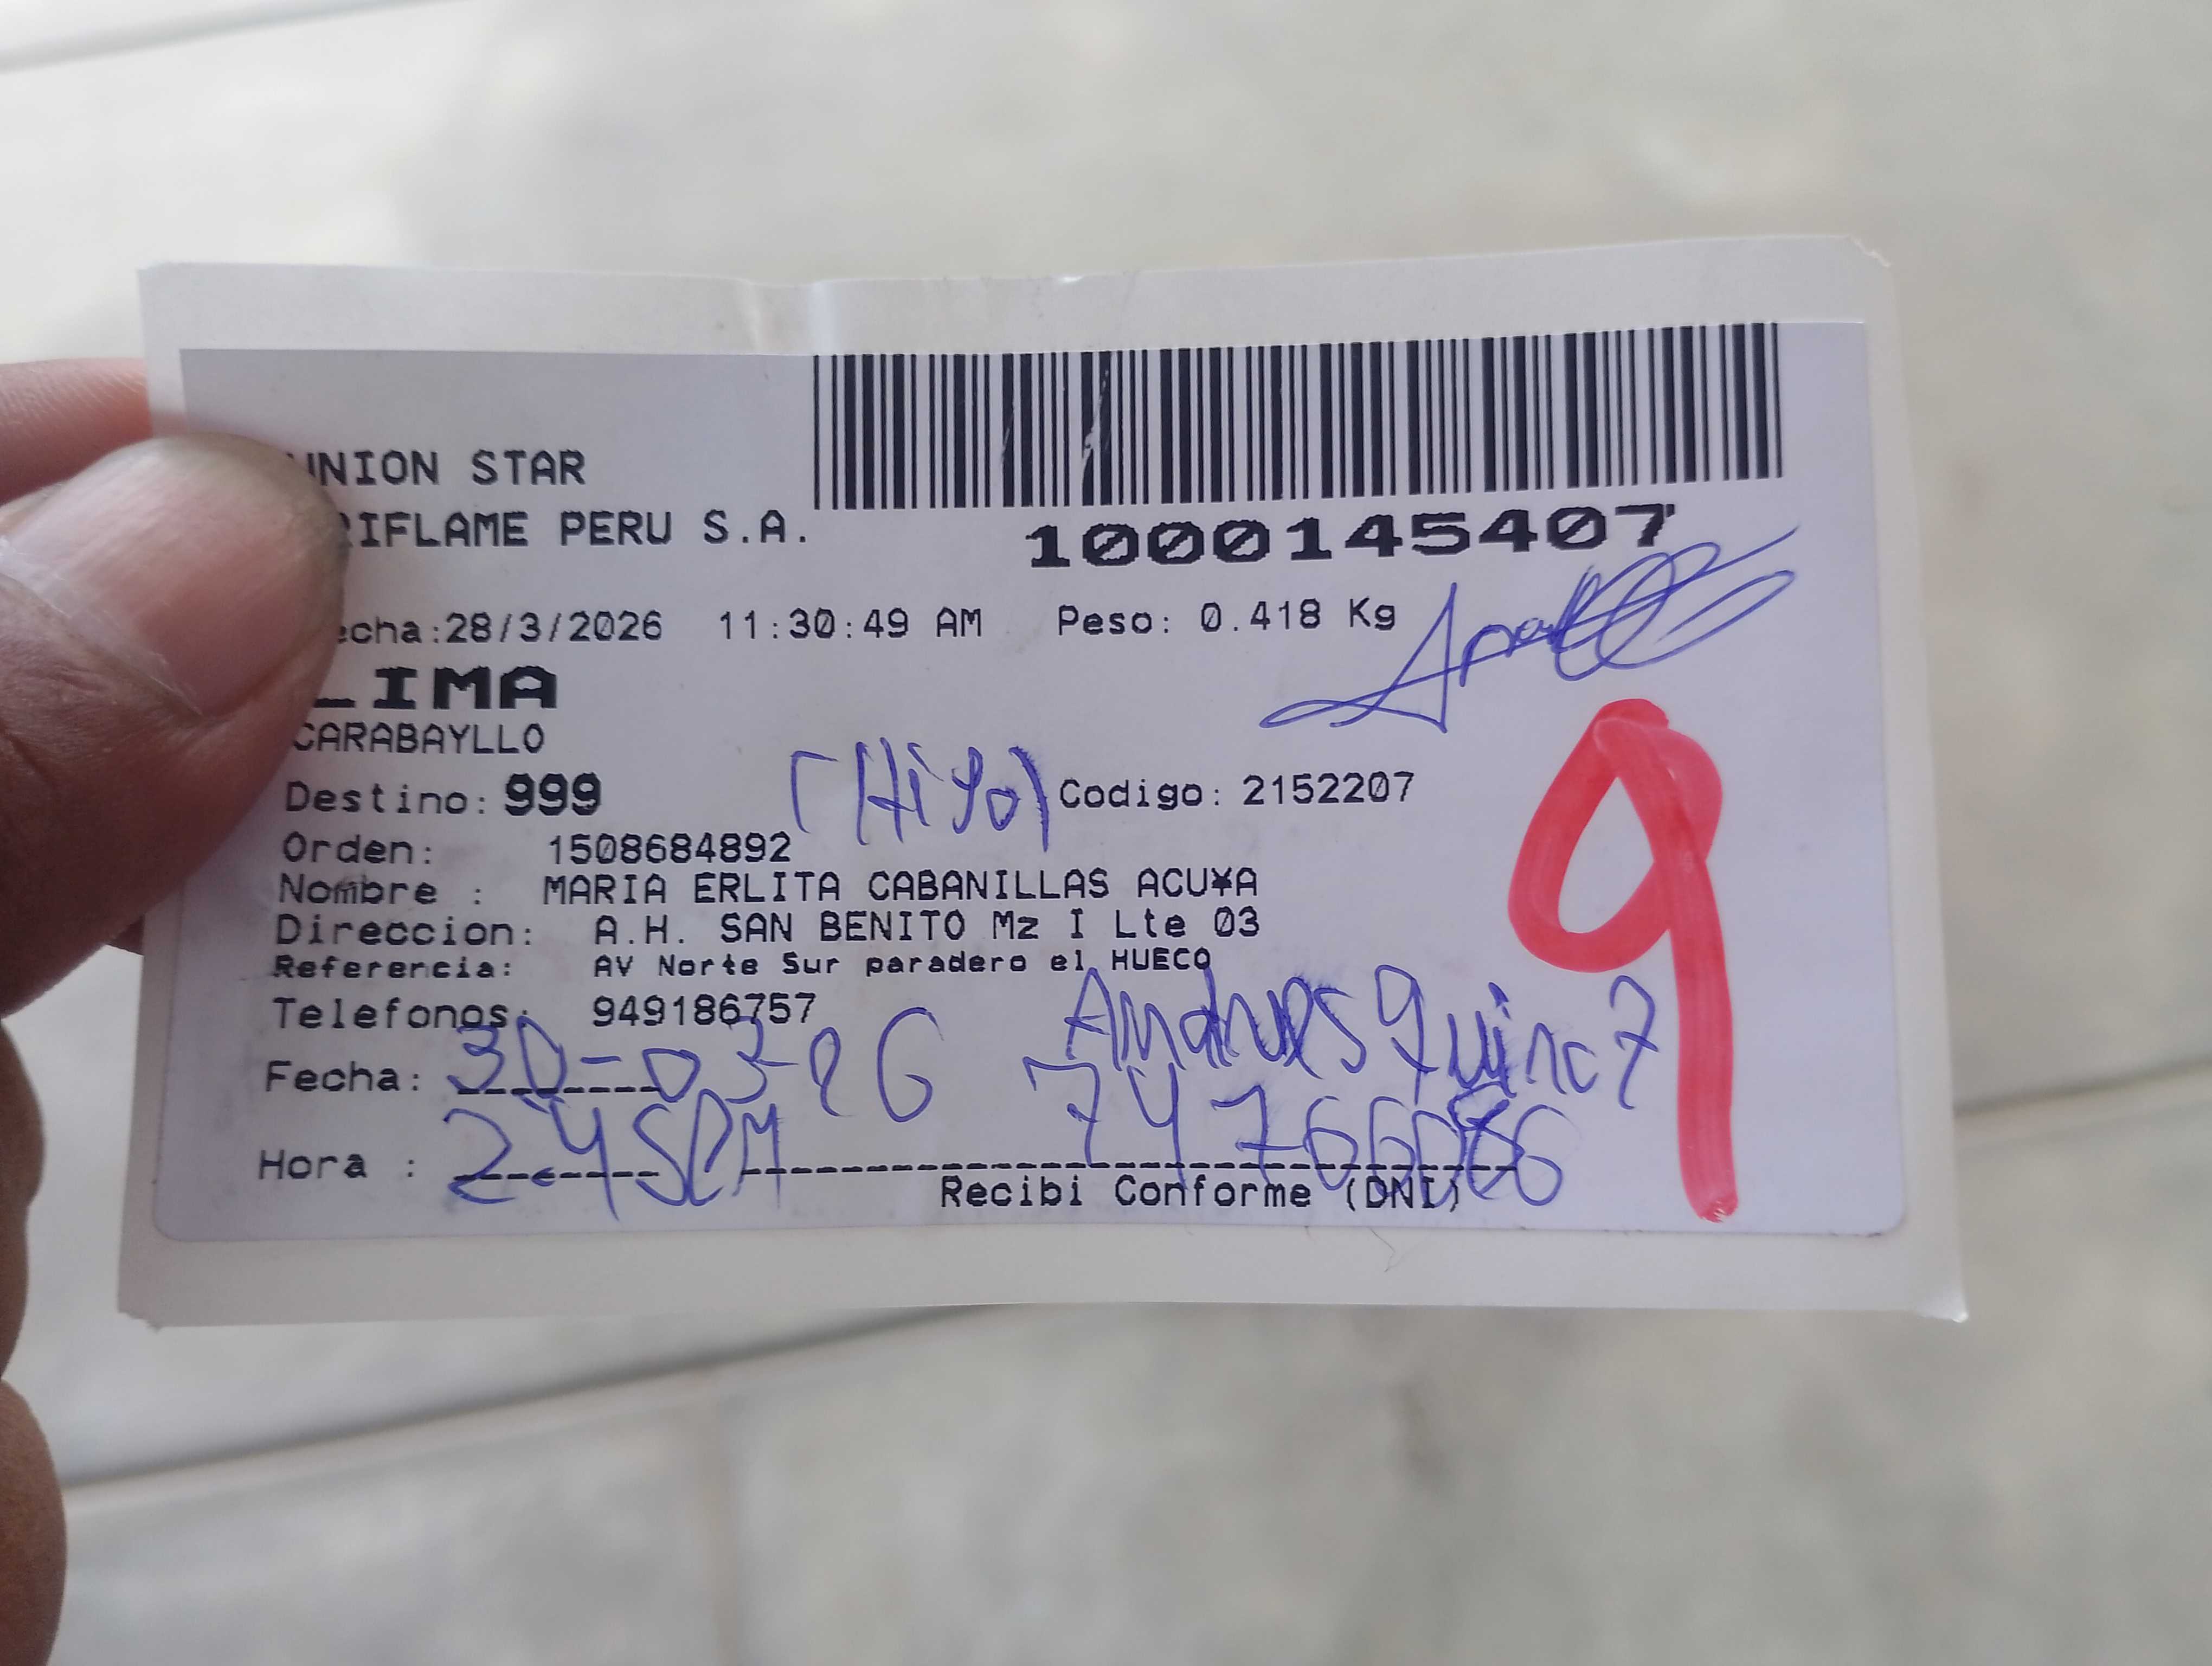 UNION STAR
RIFLAME PERU S.A.
1000145407
echa:28/3/2026 11:30:49 AM Peso: 0.418 Kg
LIMA
CARABAYLLO
Destino: 999 (Hijo) Codigo: 2152207
9
Orden: 1508684892
Nombre : MARIA ERLITA CABANILLAS ACU¥A
Direccion: A.H. SAN BENITO Mz I Lte 03
Referencia: AV Norte Sur paradero el HUECO
Telefonos: 949186757
Fecha: 30-03-26
Hora : 2:45PM
Recibi Conforme (DNI)